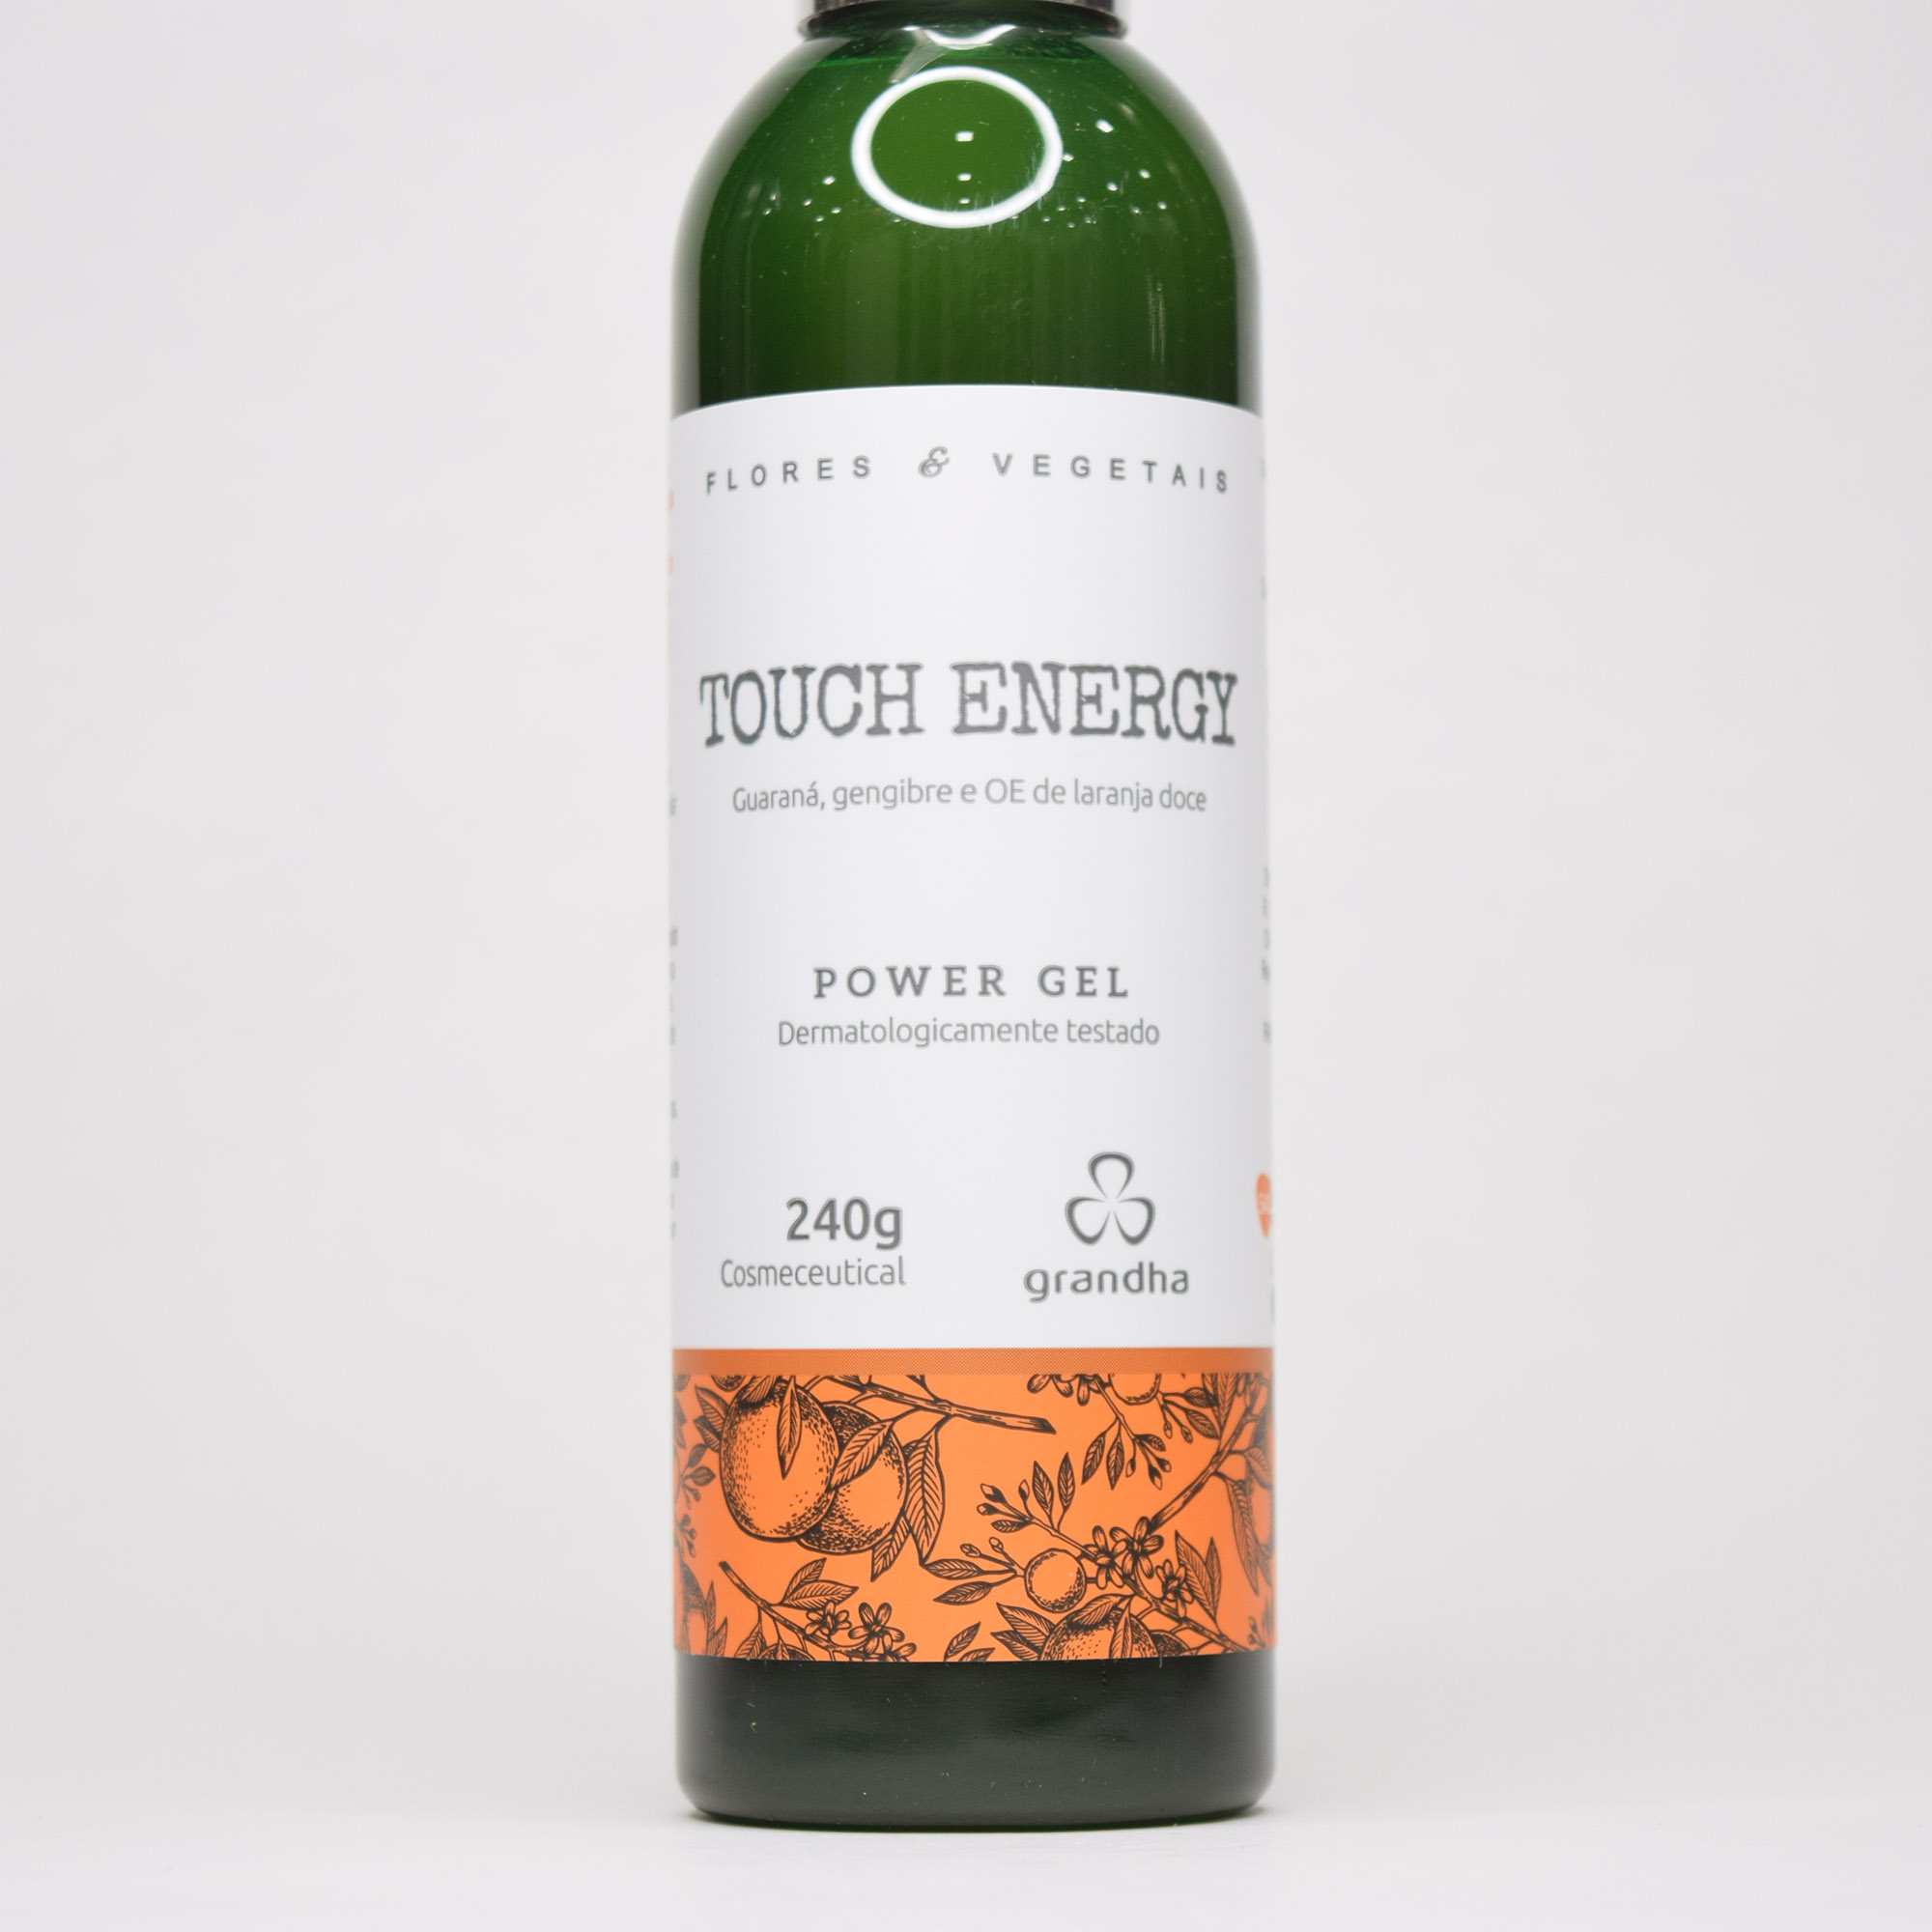 FLORES & VEGETAIS
TOUCH ENERGY
Guaraná, gengibre e OE de laranja doce
POWER GEL
Dermatologicamente testado
240g
Cosmeceutical
grandha